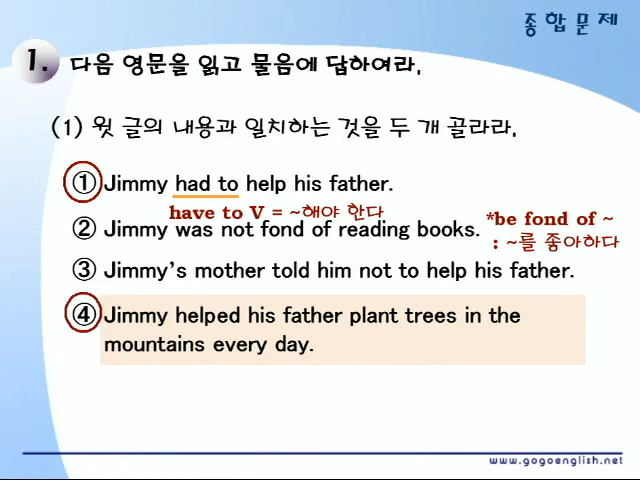 종합문제
1. 다음 영문을 읽고 물음에 답하여라.
(1) 윗 글의 내용과 일치하는 것을 두 개 골라라.
① Jimmy had to help his father.
have to V = ~해야 한다
② Jimmy was not fond of reading books.
*be fond of ~
: ~를 좋아하다
③ Jimmy's mother told him not to help his father.
④ Jimmy helped his father plant trees in the
mountains every day.
www.gogoenglish.net